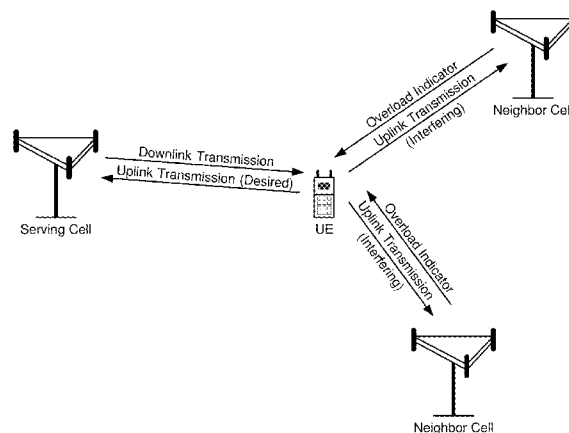 Overload Indicator
Uplink Transmission
(Interfering)
Neighbor Cell
Downlink Transmission
Uplink Transmission (Desired)
Serving Cell
UE
Overload Indicator
Uplink Transmission
(Interfering)
Neighbor Cell